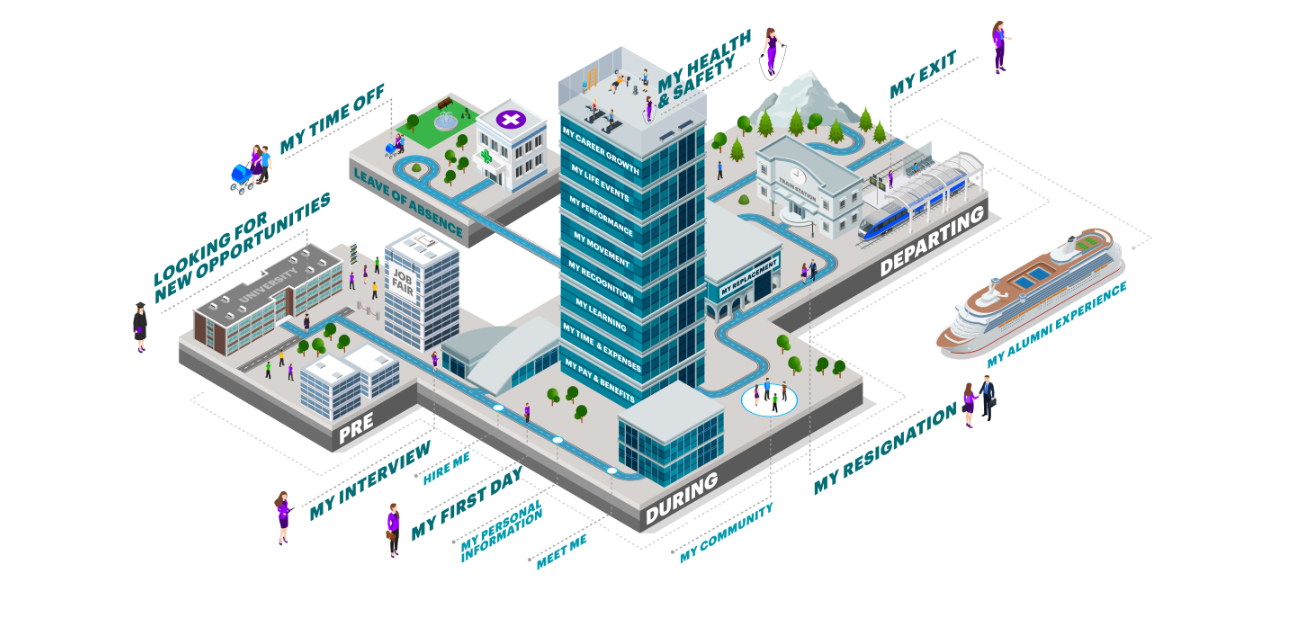 MY HEALTH
& SAFETY
MY EXIT
MY TIME OFF
LEAVE OF ABSENCE
LOOKING FOR
NEW OPPORTUNITIES
UNIVERSITY
JOB
FAIR
MY CAREER GROWTH
MY LIFE EVENTS
MY PERFORMANCE
MY MOVEMENT
MY RECOGNITION
MY LEARNING
MY TIME & EXPENSES
MY PAY & BENEFITS
TRAIN STATION
MY REPLACEMENT
DEPARTING
MY ALUMNI EXPERIENCE
PRE
DURING
MY INTERVIEW
HIRE ME
MY FIRST DAY
MY PERSONAL
INFORMATION
MEET ME
MY COMMUNITY
MY RESIGNATION